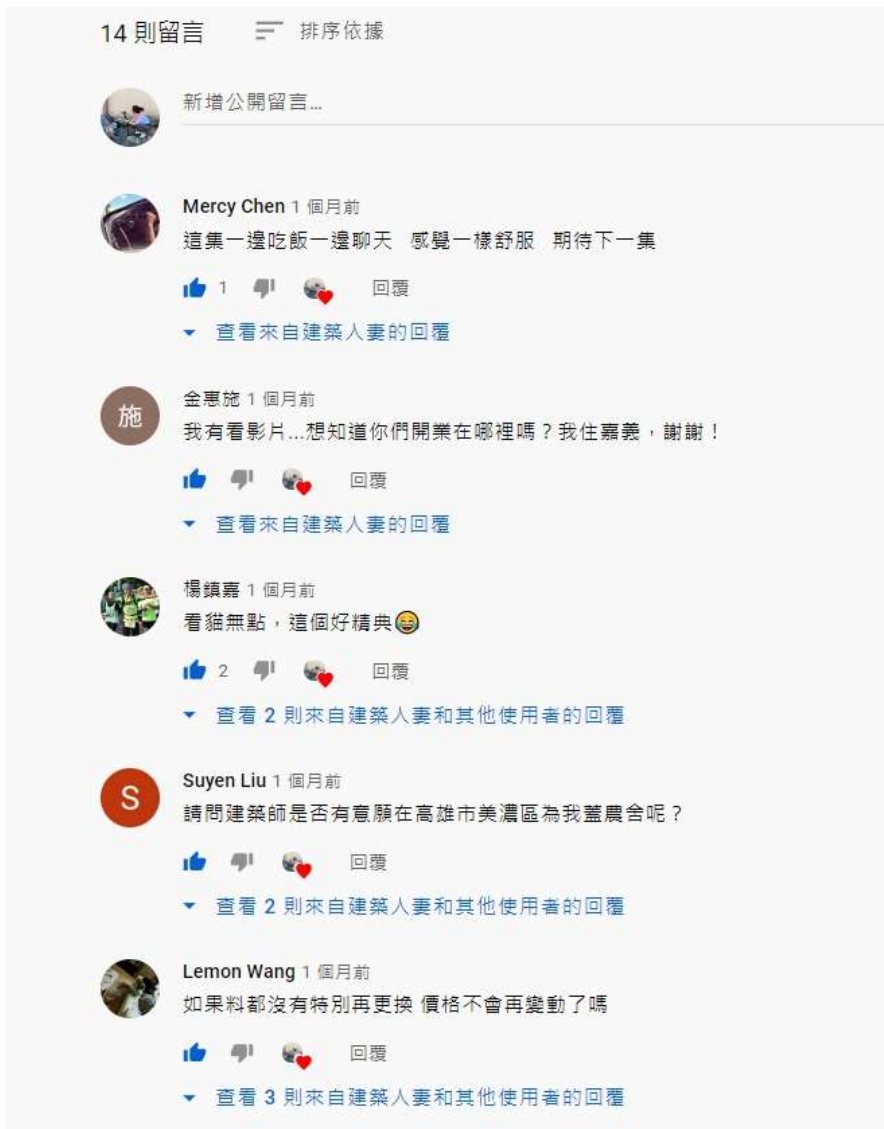 14 則留言 排序依據
新增公開留言...
Mercy Chen 1 個月前
這集一邊吃飯一邊聊天 感覺一樣舒服 期待下一集
1 回覆
查看來自建築人妻的回覆
施
金惠施 1 個月前
我有看影片...想知道你們開業在哪裡嗎？我住嘉義，謝謝！
回覆
查看來自建築人妻的回覆
楊鎮嘉 1 個月前
看貓無點，這個好精典😂
2 回覆
查看 2 則來自建築人妻和其他使用者的回覆
S
Suyen Liu 1 個月前
請問建築師是否有意願在高雄市美濃區為我蓋農舍呢？
回覆
查看 2 則來自建築人妻和其他使用者的回覆
Lemon Wang 1 個月前
如果料都沒有特別再更換 價格不會再變動了嗎
回覆
查看 3 則來自建築人妻和其他使用者的回覆